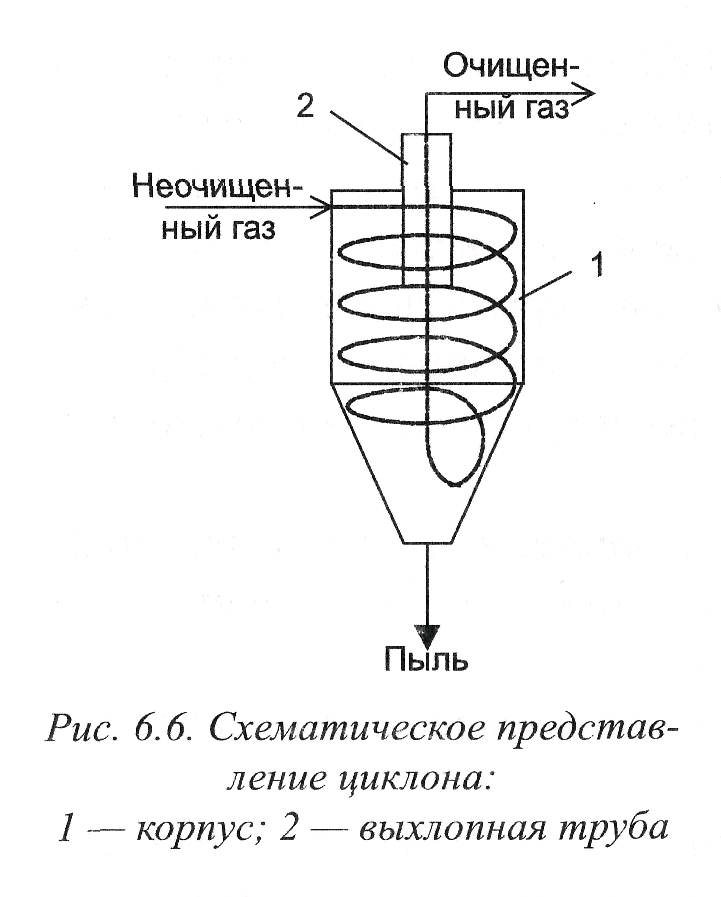 Очищен-
ный газ
2
Неочищен-
ный газ
1
Пыль
Рис. 6.6. Схематическое представ-
ление циклона:
1 — корпус; 2 — выхлопная труба